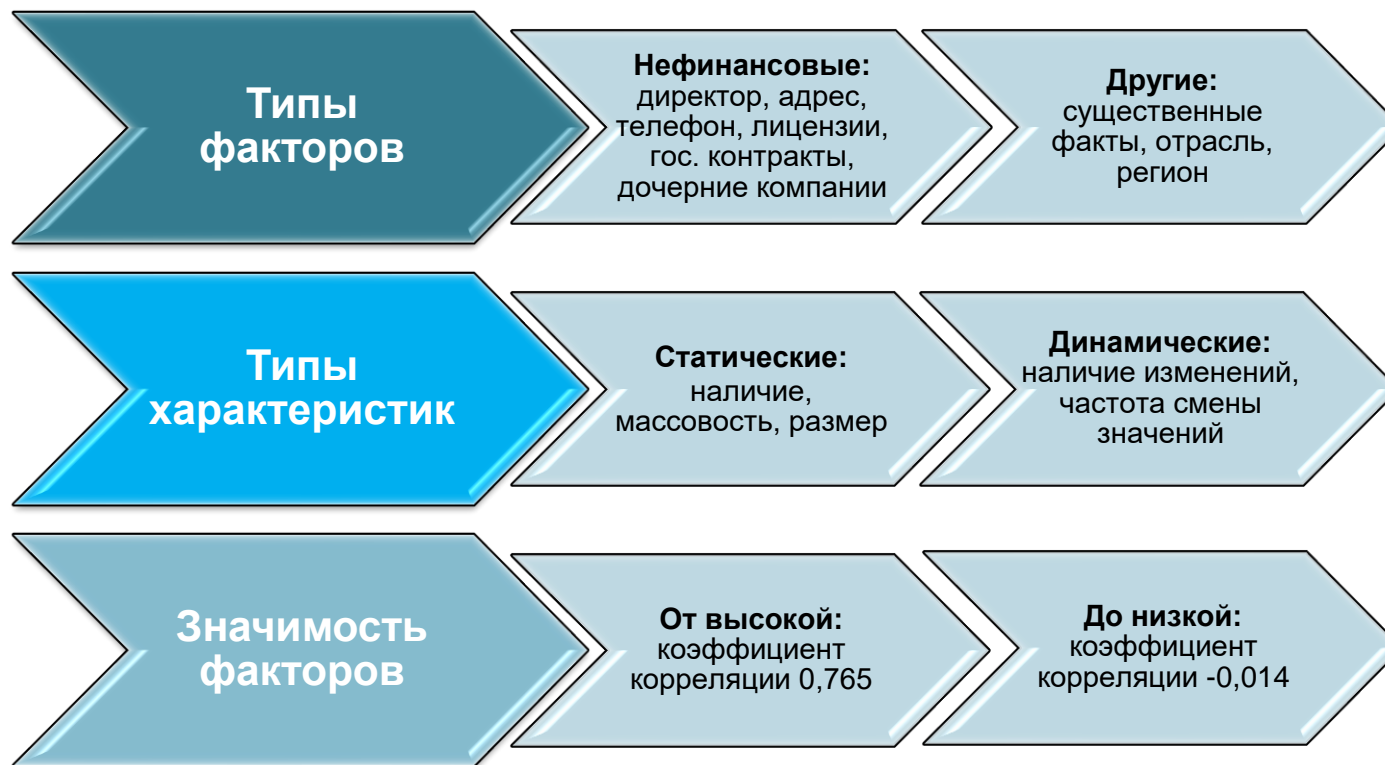 Типы
факторов
Нефинансовые:
директор, адрес,
телефон, лицензии,
гос. контракты,
дочерние компании
Другие:
существенные
факты, отрасль,
регион
Типы
характеристик
Статические:
наличие,
массовость, размер
Динамические:
наличие изменений,
частота смены
значений
Значимость
факторов
От высокой:
коэффициент
корреляции 0,765
До низкой:
коэффициент
корреляции -0,014